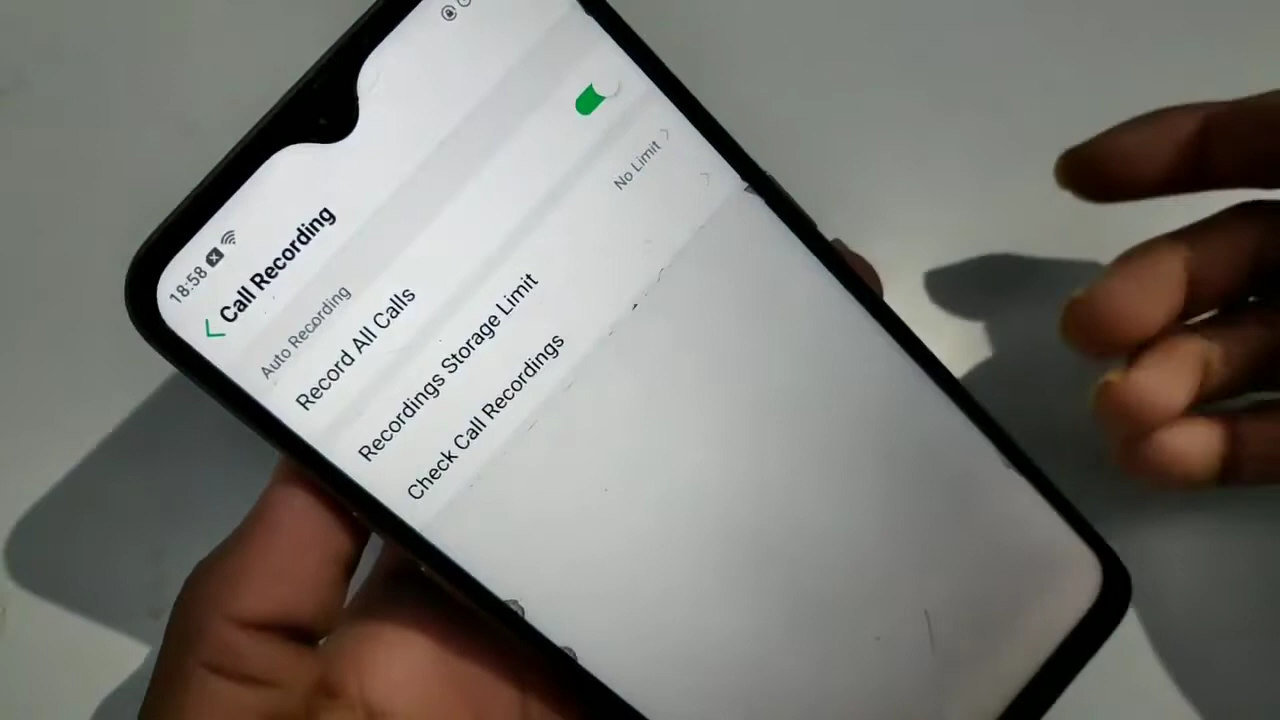 18:58
Call Recording
Auto Recording
Record All Calls
Recordings Storage Limit
No Limit
Check Call Recordings